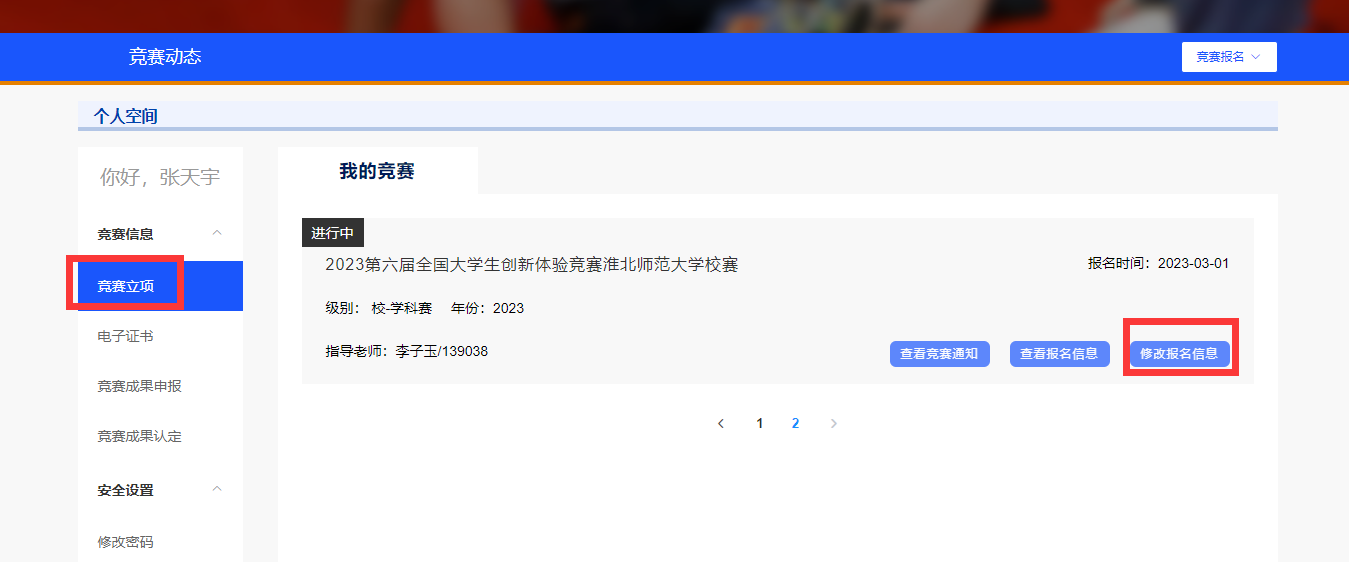 竞赛动态
竞赛报名
个人空间
你好，张天宇
我的竞赛
竞赛信息
进行中
2023第六届全国大学生创新体验竞赛淮北师范大学校赛
报名时间：2023-03-01
竞赛立项
级别： 校-学科赛 年份：2023
电子证书
指导老师：李子玉/139038
查看竞赛通知
查看报名信息
修改报名信息
竞赛成果申报
1 2
竞赛成果认定
安全设置
修改密码